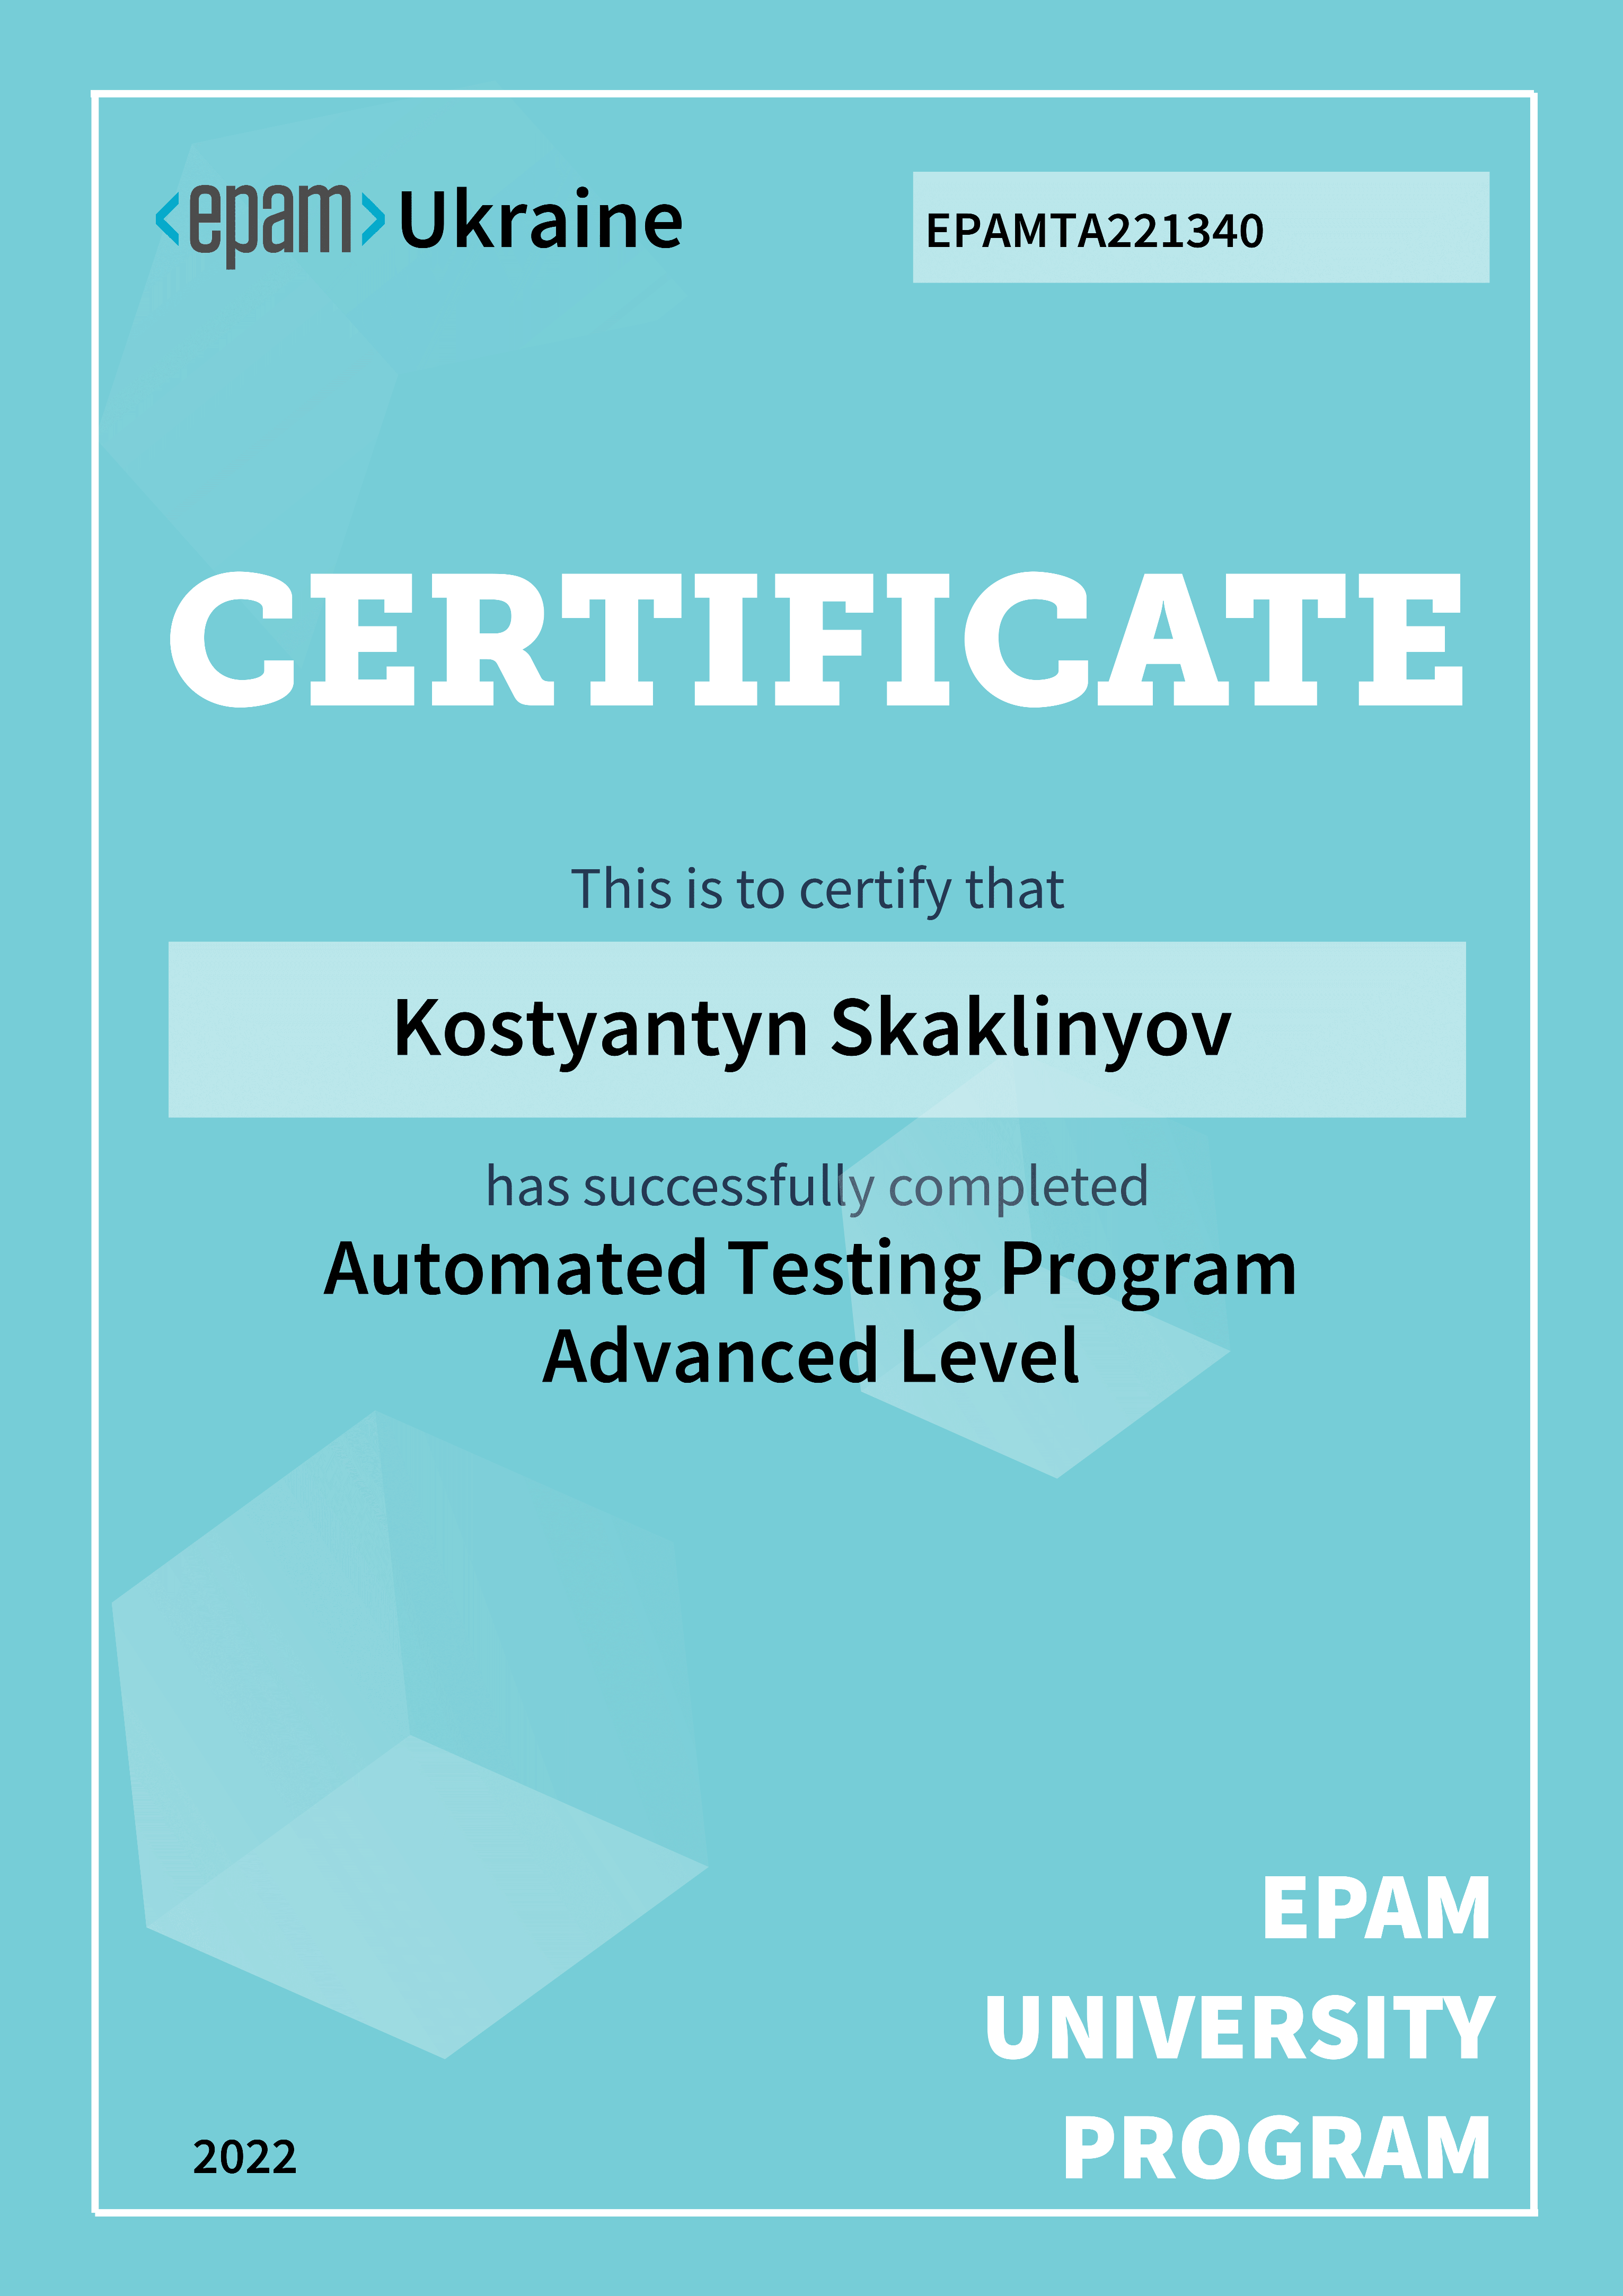 <epam> Ukraine
EPAMTA221340
CERTIFICATE
This is to certify that
Kostyantyn Skaklinyov
has successfully completed
Automated Testing Program
Advanced Level
EPAM
UNIVERSITY
PROGRAM
2022